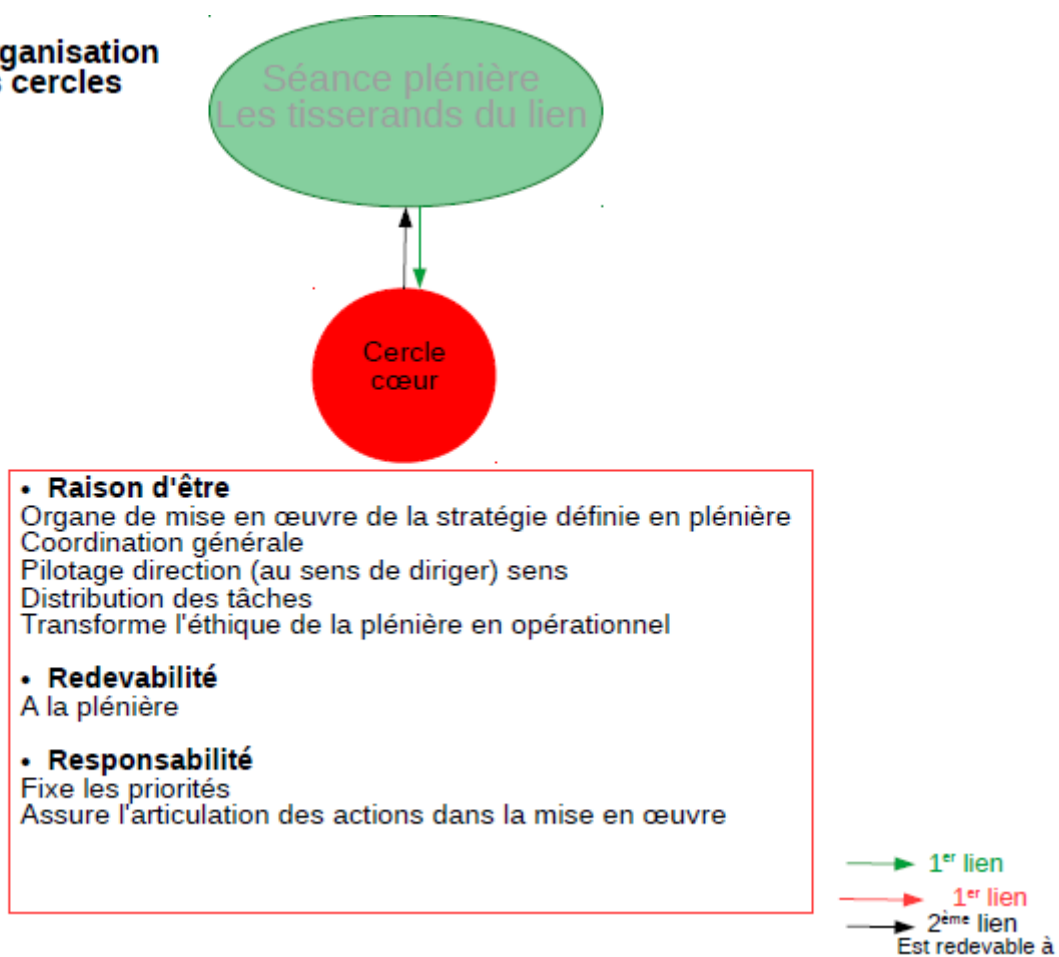 ganisation
s cercles
Séance plénière
Les tisserands du lien
Cercle
cœur
• Raison d'être
Organe de mise en œuvre de la stratégie définie en plénière
Coordination générale
Pilotage direction (au sens de diriger) sens
Distribution des tâches
Transforme l'éthique de la plénière en opérationnel
• Redevabilité
A la plénière
• Responsabilité
Fixe les priorités
Assure l'articulation des actions dans la mise en œuvre
1er lien
1er lien
2ème lien
Est redevable à